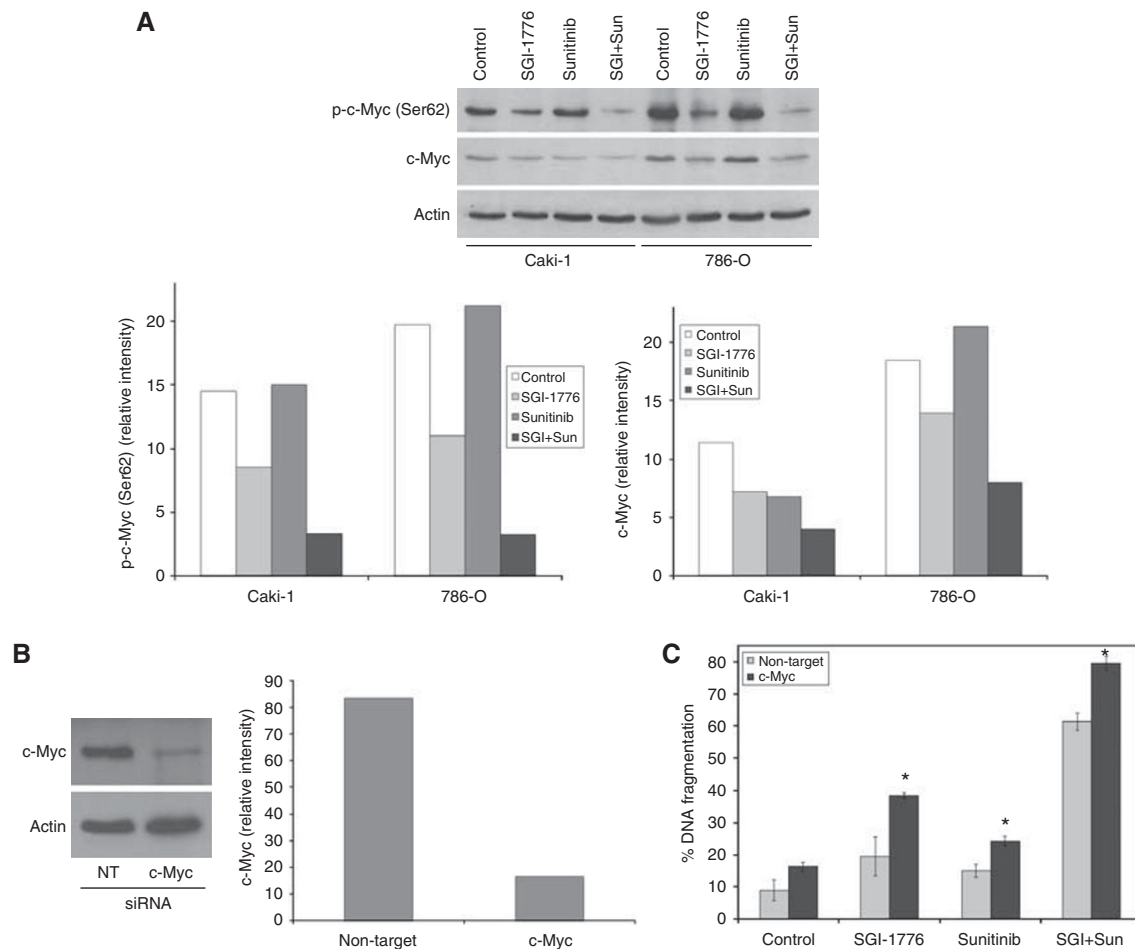 A
Control
SGI-1776
Sunitinib
SGI+Sun
Control
SGI-1776
Sunitinib
SGI+Sun
p-c-Myc (Ser62)
c-Myc
Actin
Caki-1
786-O
p-c-Myc (Ser62) (relative intensity)
20
15
10
5
0
Control
SGI-1776
Sunitinib
SGI+Sun
Caki-1
786-O
c-Myc (relative intensity)
20
15
10
5
0
Control
SGI-1776
Sunitinib
SGI+Sun
Caki-1
786-O
B
c-Myc
Actin
NT
c-Myc
siRNA
c-Myc (relative intensity)
90
80
70
60
50
40
30
20
10
0
Non-target
c-Myc
C
% DNA fragmentation
80
70
60
50
40
30
20
10
0
Non-target
c-Myc
*
*
*
Control
SGI-1776
Sunitinib
SGI+Sun